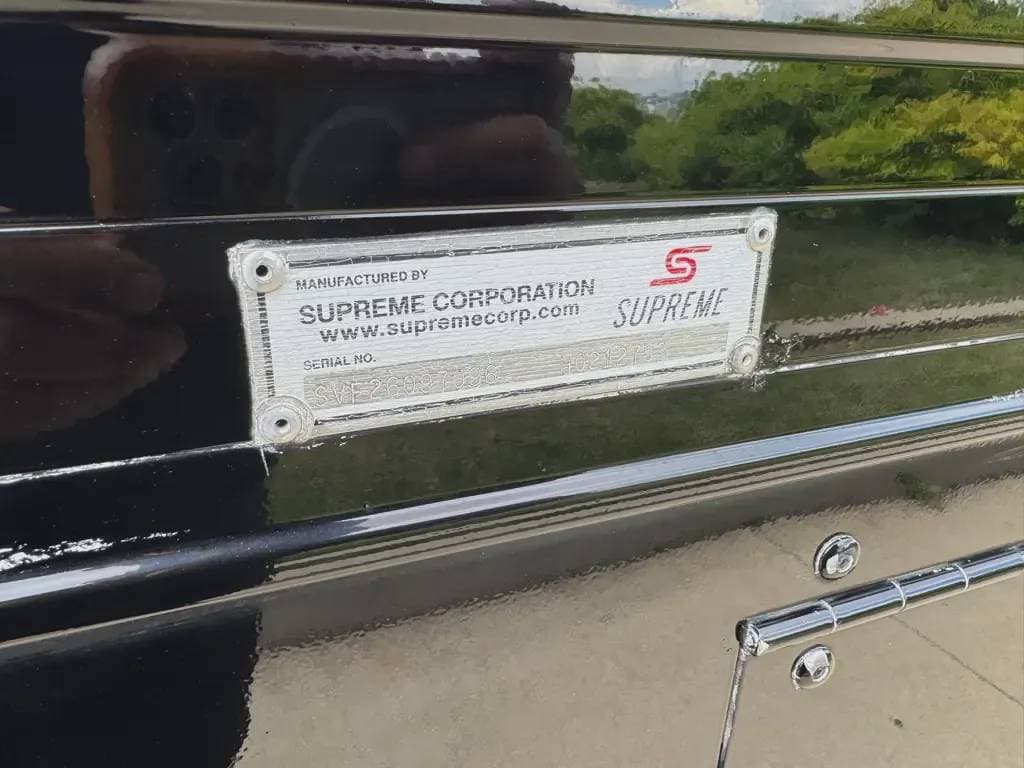 MANUFACTURED BY
SUPREME CORPORATION
www.supremecorp.com
SUPREME
SERIAL NO.